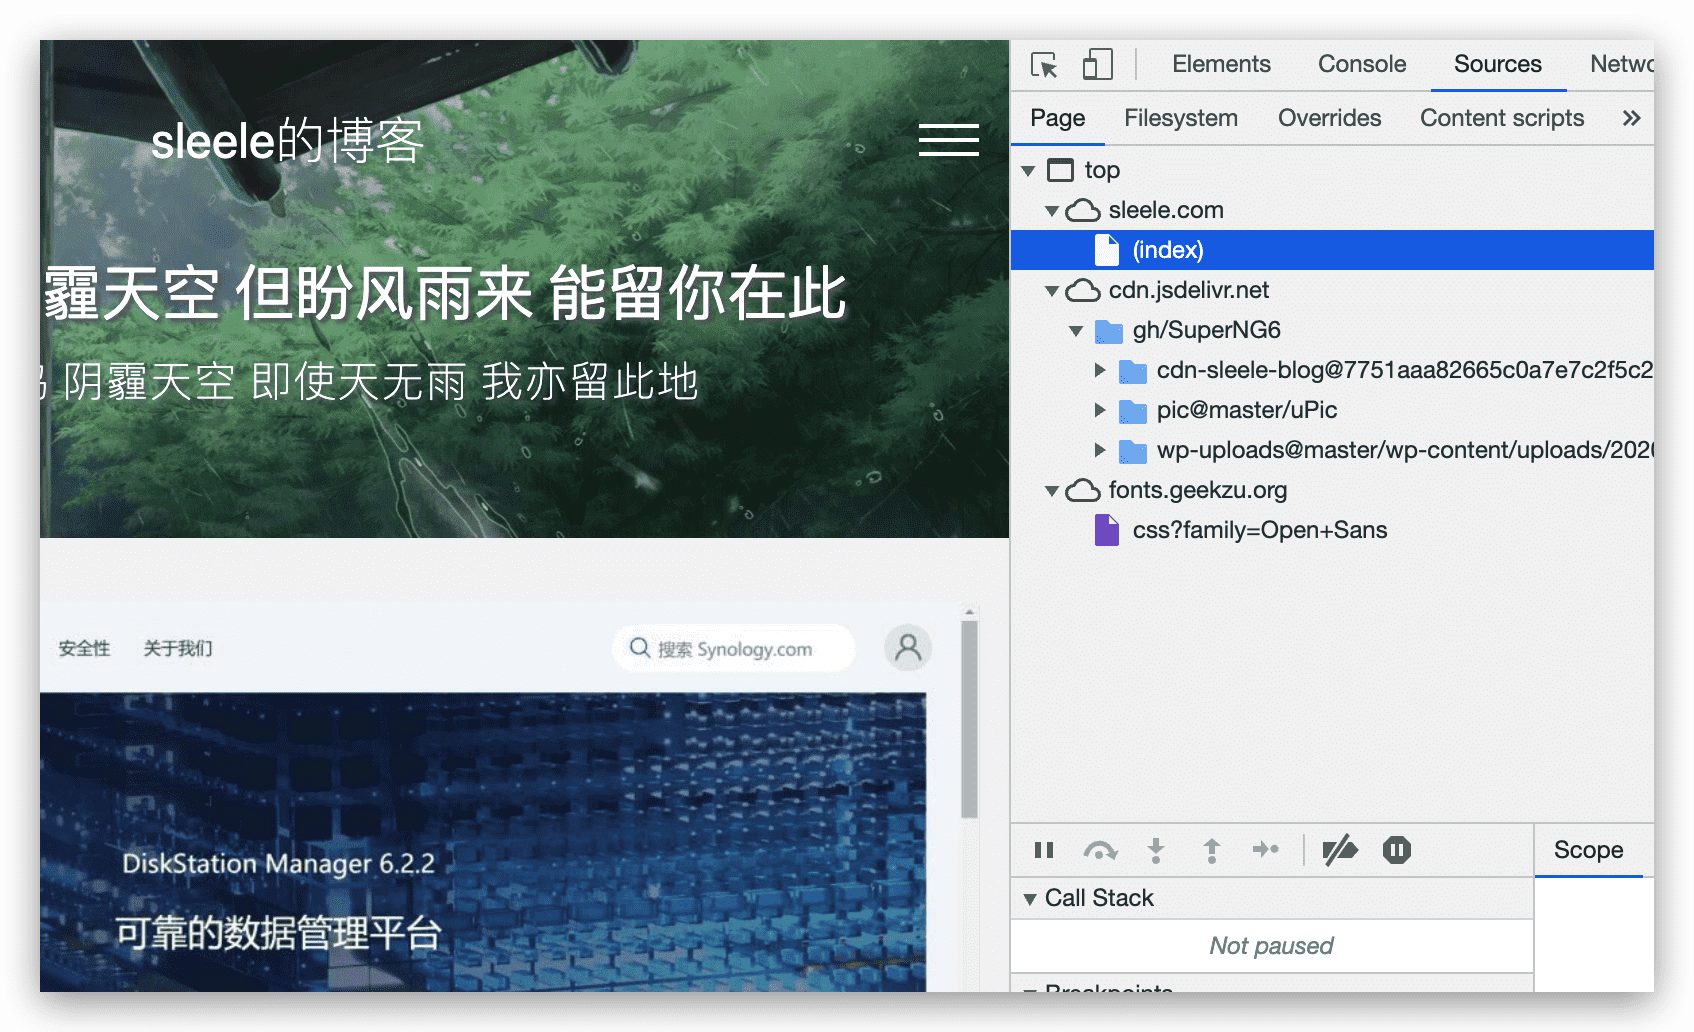 sleele的博客
霾天空 但盼风雨来 能留你在此
阴霾天空 即使天无雨 我亦留此地
安全性 关于我们
搜索 Synology.com
DiskStation Manager 6.2.2
可靠的数据管理平台
Elements Console Sources Netwo
Page Filesystem Overrides Content scripts »
top
sleele.com
(index)
cdn.jsdelivr.net
gh/SuperNG6
cdn-sleele-blog@7751aaa82665c0a7e7c2f5c2
pic@master/uPic
wp-uploads@master/wp-content/uploads/202
fonts.geekzu.org
css?family=Open+Sans
Scope
Call Stack
Not paused
Breakpoints